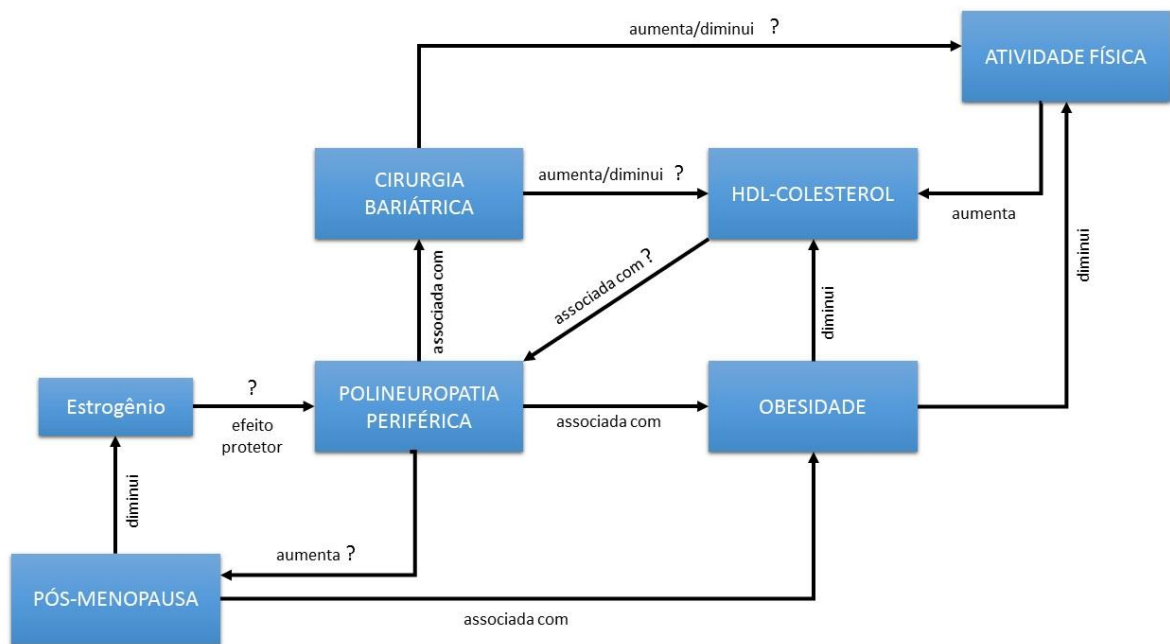 aumenta/diminui ?
ATIVIDADE FÍSICA
CIRURGIA
BARIÁTRICA
aumenta/diminui ?
HDL-COLESTEROL
aumenta
associada com
associada com ?
diminui
diminui
Estrogênio
?
efeito
protetor
POLINEUROPATIA
PERIFÉRICA
associada com
OBESIDADE
diminui
aumenta ?
PÓS-MENOPAUSA
associada com